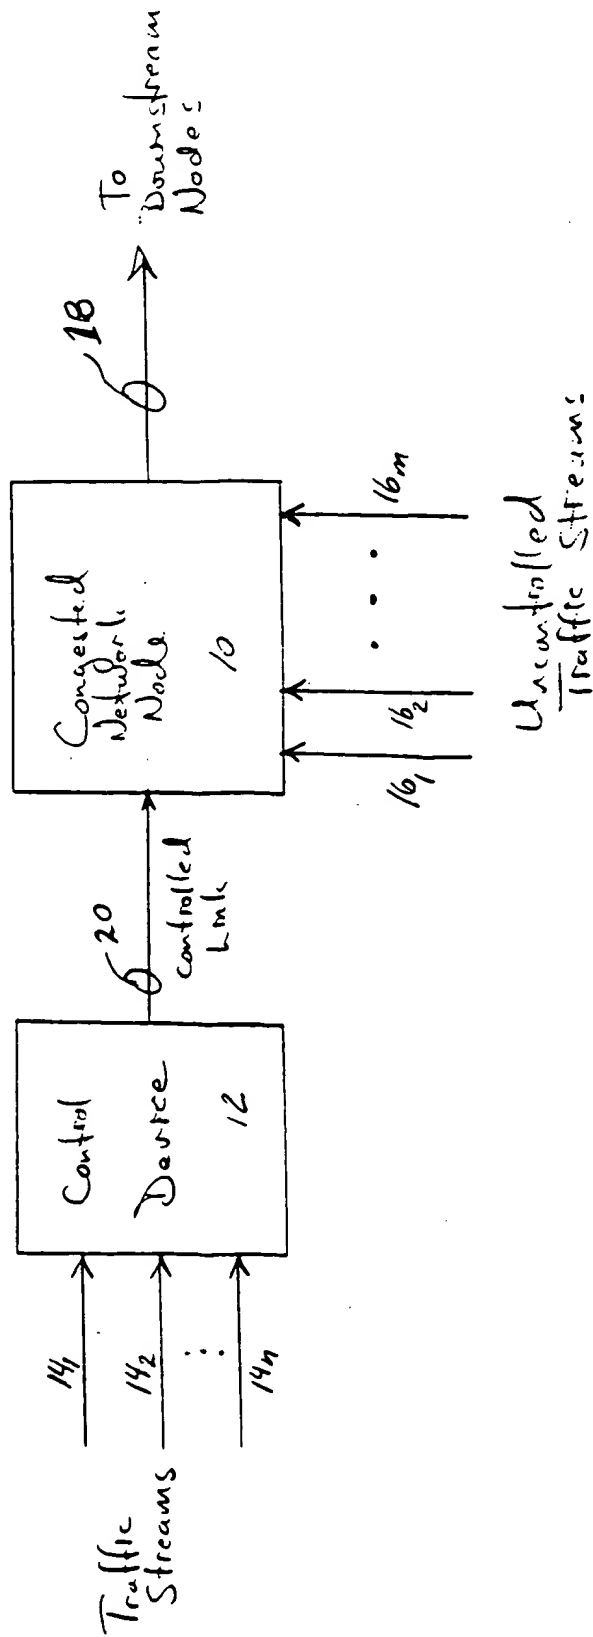 Traffic
Streams
14₁
14₂
14n
Control
Device
12
20
Controlled
Link
Congested
Network
Node
10
18
To
Downstream
Nodes
16₁
16₂
16m
Uncontrolled
Traffic Streams